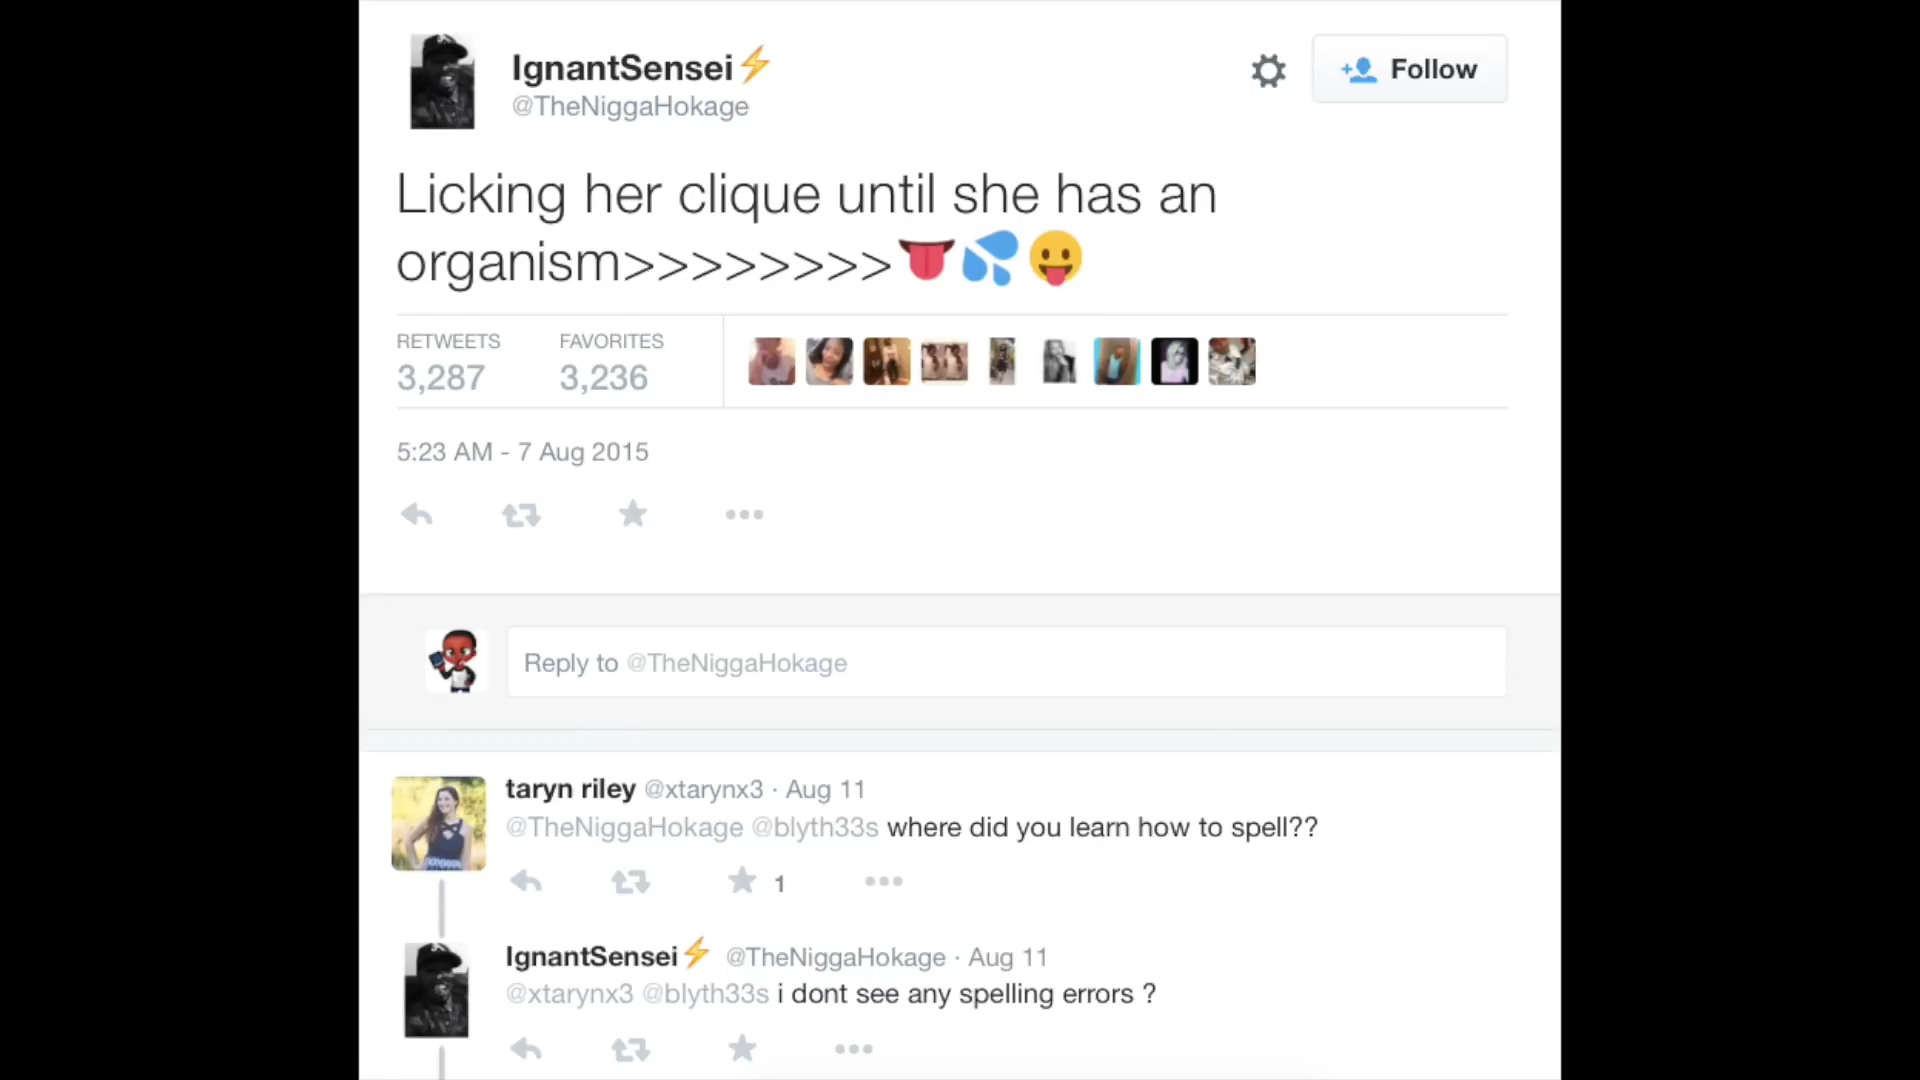 IgnantSensei⚡
@TheNiggaHokage
Follow
Licking her clique until she has an
organism>>>>>>>>👅💦😛
RETWEETS FAVORITES
3,287 3,236
5:23 AM - 7 Aug 2015
Reply to @TheNiggaHokage
taryn riley @xtarynx3 · Aug 11
@TheNiggaHokage @blyth33s where did you learn how to spell??
1
IgnantSensei⚡ @TheNiggaHokage · Aug 11
@xtarynx3 @blyth33s i dont see any spelling errors ?